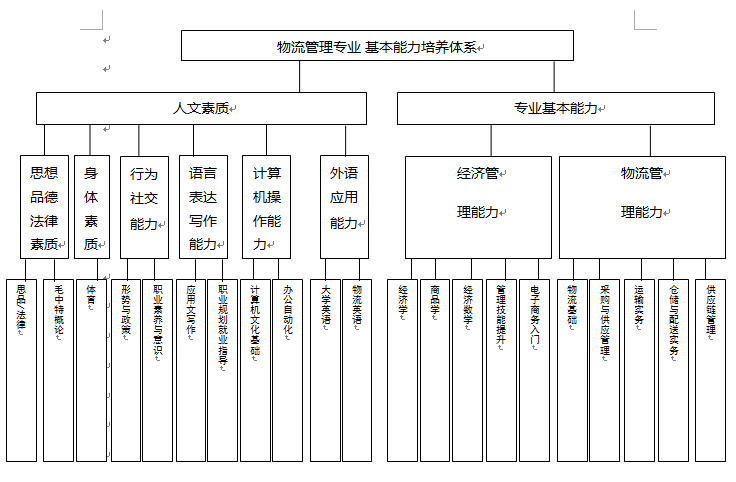 物流管理专业 基本能力培养体系
人文素质
专业基本能力
思想
品德
法律
素质
身
体
素
质
行为
社交
能力
语言
表达
写作
能力
计算
机操
作能
力
外语
应用
能力
经济管
理能力
物流管
理能力
思品/法律
毛中特概论
体育
形势与政策
职业素养与意识
应用文写作
职业规划就业指导
计算机文化基础
办公自动化
大学英语
物流英语
经济学
商品学
经济数学
管理技能提升
电子商务入门
物流基础
采购与供应管理
运输实务
仓储与配送实务
供应链管理